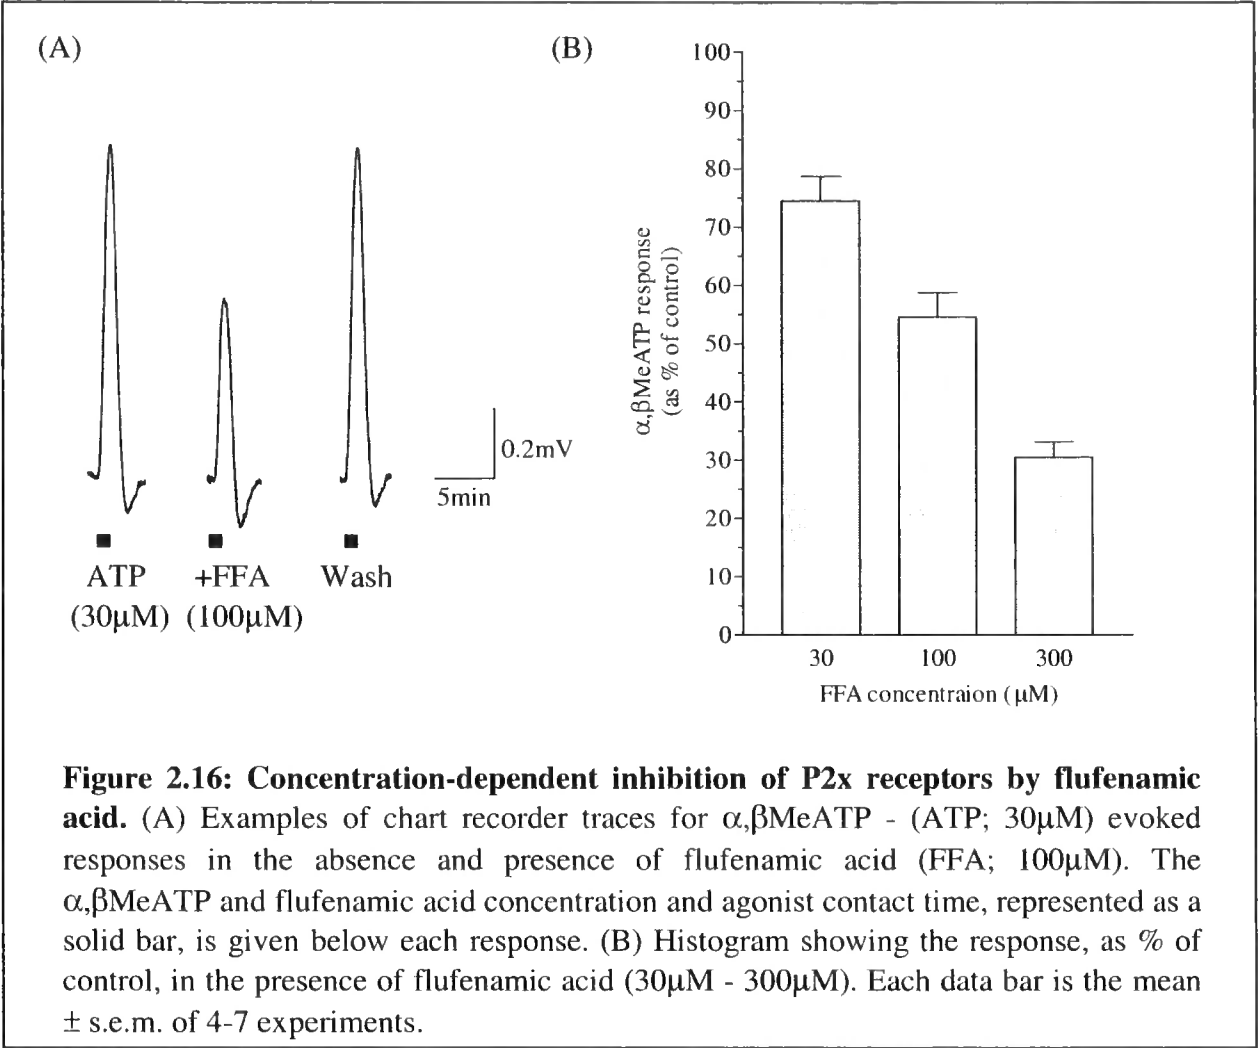 (A)
(B)
0.2mV
5min
ATP
(30µM)
+FFA
(100µM)
Wash
α,βMeATP response
(as % of control)
100
90
80
70
60
50
40
30
20
10
0
30 100 300
FFA concentraion (µM)
Figure 2.16: Concentration-dependent inhibition of P2x receptors by flufenamic
acid. (A) Examples of chart recorder traces for α,βMeATP - (ATP; 30µM) evoked
responses in the absence and presence of flufenamic acid (FFA; 100µM). The
α,βMeATP and flufenamic acid concentration and agonist contact time, represented as a
solid bar, is given below each response. (B) Histogram showing the response, as % of
control, in the presence of flufenamic acid (30µM - 300µM). Each data bar is the mean
± s.e.m. of 4-7 experiments.